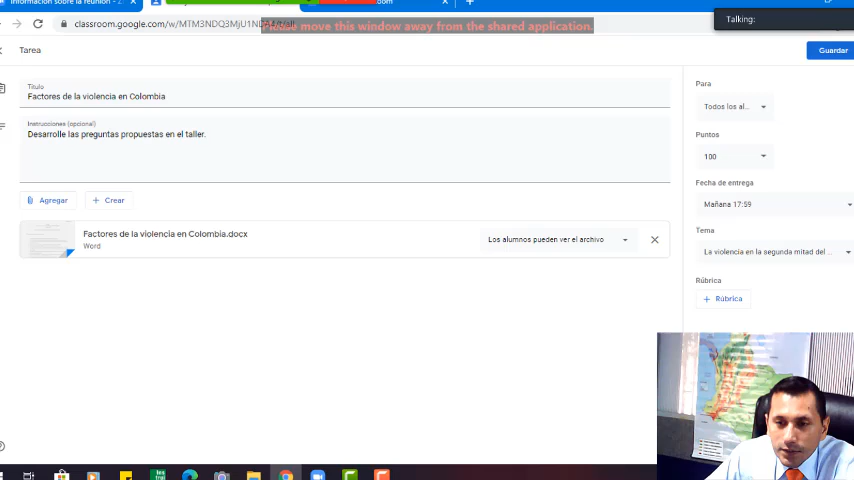 Información sobre la reunión - Z
classroom.google.com/w/MTM3NDQ3MjU1ND
Please move this window away from the shared application.
Talking:
Tarea
Guardar
Título
Factores de la violencia en Colombia
Instrucciones (opcional)
Desarrolle las preguntas propuestas en el taller.
Agregar
Crear
Factores de la violencia en Colombia.docx
Word
Los alumnos pueden ver el archivo
Para
Todos los al...
Puntos
100
Fecha de entrega
Mañana 17:59
Tema
La violencia en la segunda mitad del ...
Rúbrica
Rúbrica